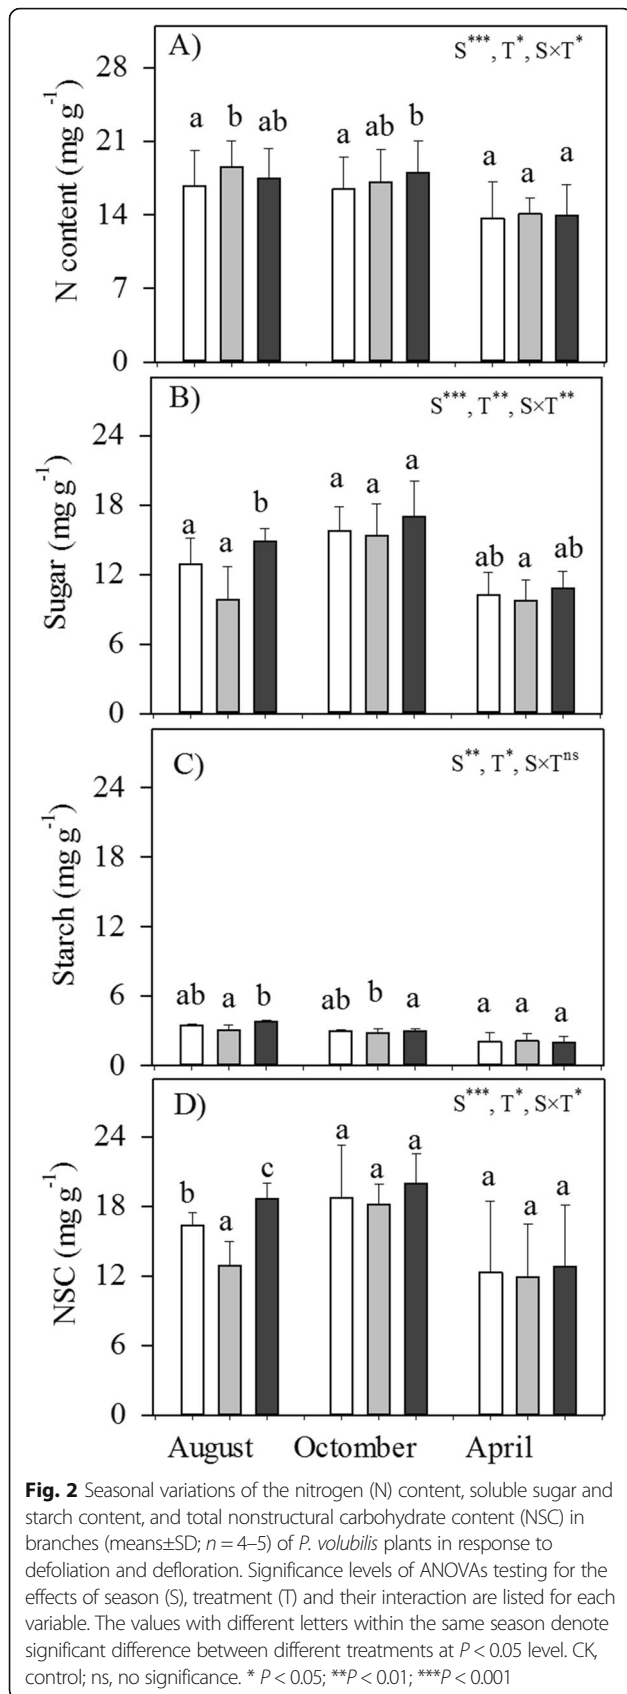 A)
S***, T*, S×T*
N content (mg g-1)
28
21
14
7
0
a b ab a ab b a a a
B)
S***, T**, S×T**
Sugar (mg g-1)
24
18
12
6
0
a a b a a a ab a ab
C)
S**, T*, S×Tns
Starch (mg g-1)
24
18
12
6
0
ab a b ab b a a a a
D)
S***, T*, S×T*
NSC (mg g-1)
24
18
12
6
0
b a c a a a a a a
August Octomber April
Fig. 2 Seasonal variations of the nitrogen (N) content, soluble sugar and
starch content, and total nonstructural carbohydrate content (NSC) in
branches (means±SD; n = 4–5) of P. volubilis plants in response to
defoliation and defloration. Significance levels of ANOVAs testing for the
effects of season (S), treatment (T) and their interaction are listed for each
variable. The values with different letters within the same season denote
significant difference between different treatments at P < 0.05 level. CK,
control; ns, no significance. * P < 0.05; **P < 0.01; ***P < 0.001